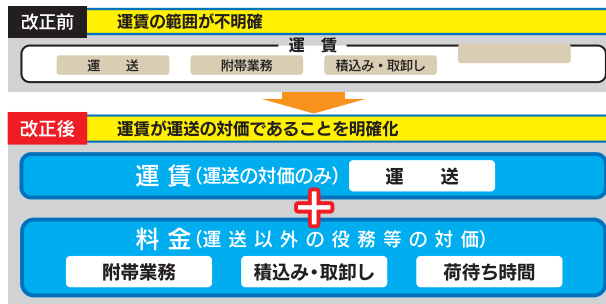 改正前 運賃の範囲が不明確
運 賃
運 送 附帯業務 積込み・取卸し
改正後 運賃が運送の対価であることを明確化
運 賃(運送の対価のみ) 運 送
料 金(運 送 以 外 の 役 務 等 の 対 価)
附帯業務 積込み・取卸し 荷待ち時間